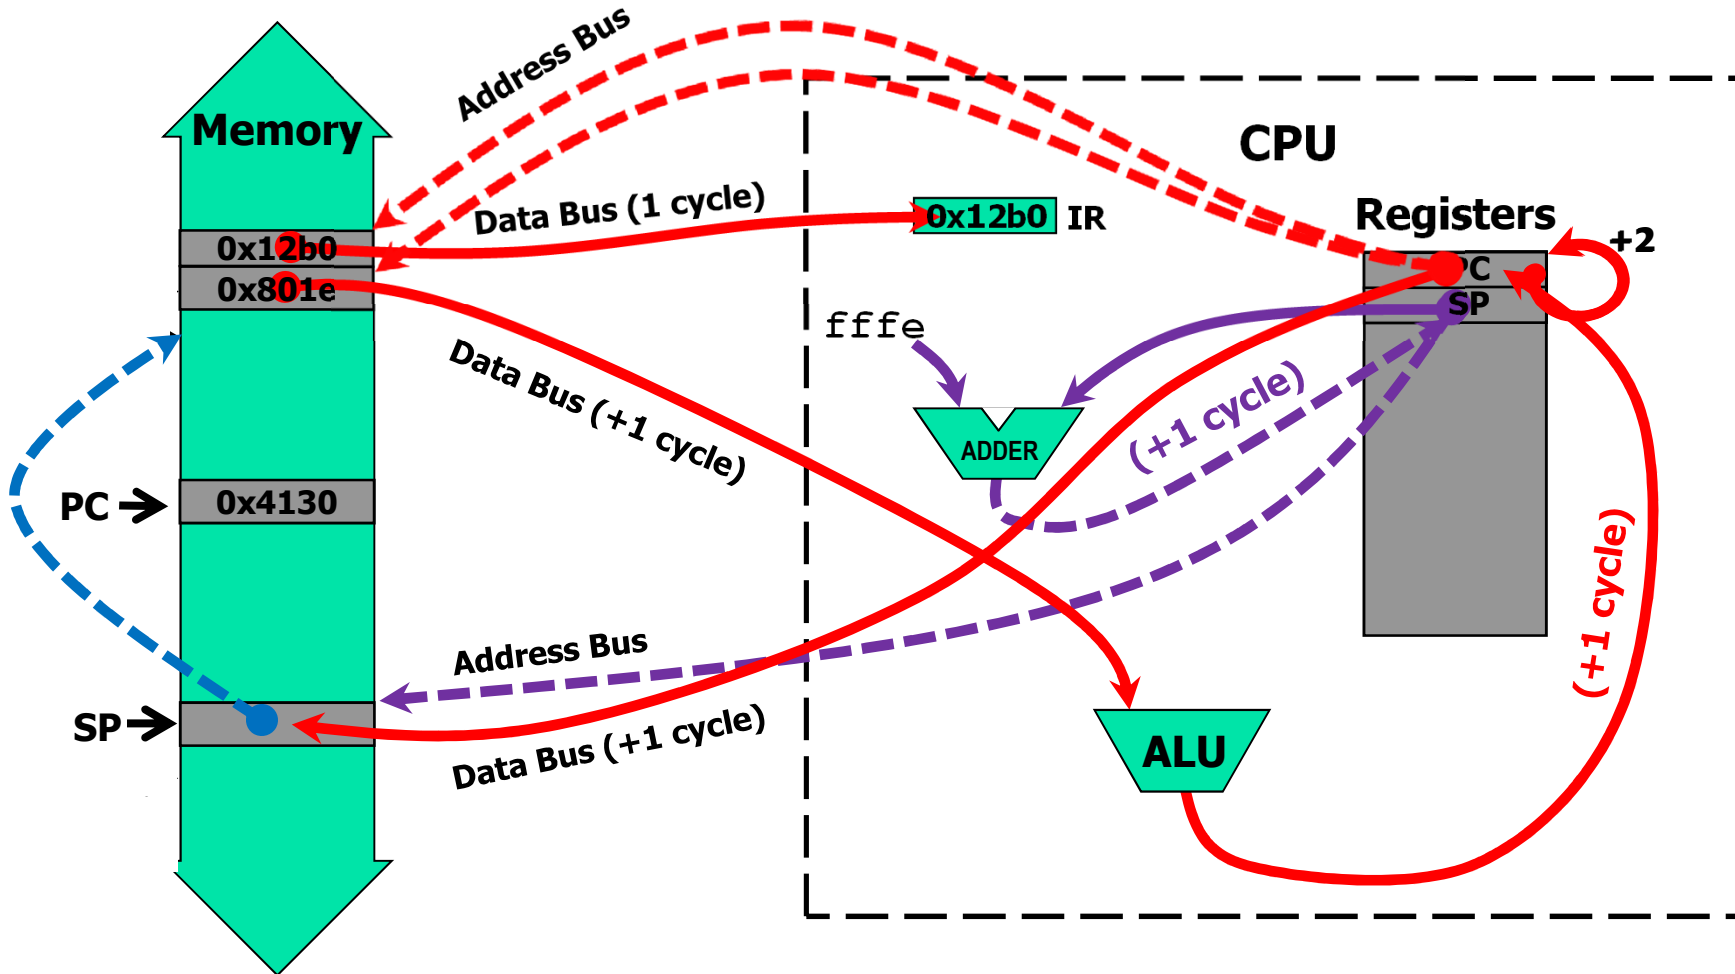 Address Bus
Memory
CPU
Data Bus (1 cycle)
0x12b0 IR
Registers
+2
0x12b0
0x801e
PC
SP
fffe
Data Bus (+1 cycle)
(+1 cycle)
ADDER
PC
0x4130
(+1 cycle)
Address Bus
SP
Data Bus (+1 cycle)
ALU